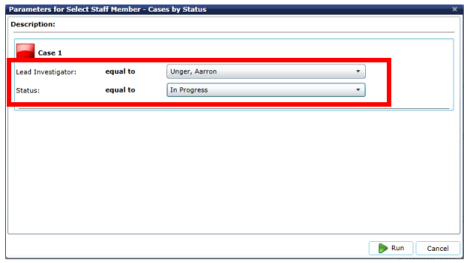 Parameters for Select Staff Member - Cases by Status
Description:
Case 1
Lead Investigator: equal to Unger, Aarron
Status: equal to In Progress
Run Cancel